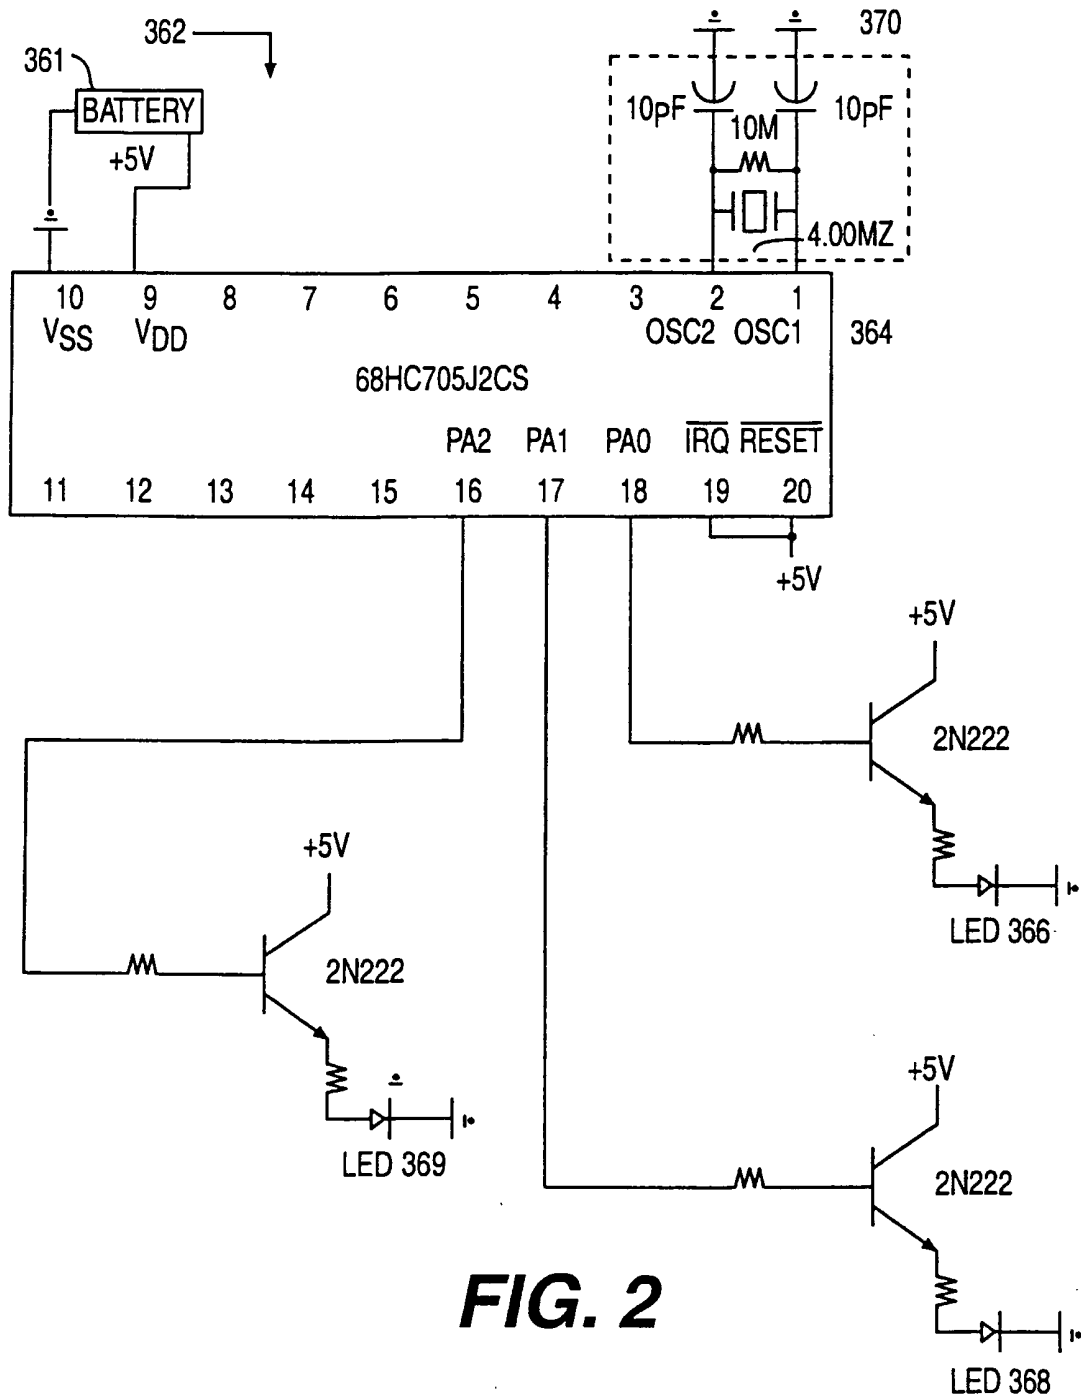 362
370
361
BATTERY
10pF
10pF
10M
+5V
4.00MZ
10 9 8 7 6 5 4 3 2 1
VSS VDD OSC2 OSC1
364
68HC705J2CS
PA2 PA1 PA0 IRQ RESET
11 12 13 14 15 16 17 18 19 20
+5V
+5V
2N222
+5V
LED 366
2N222
+5V
LED 369
2N222
FIG. 2
LED 368